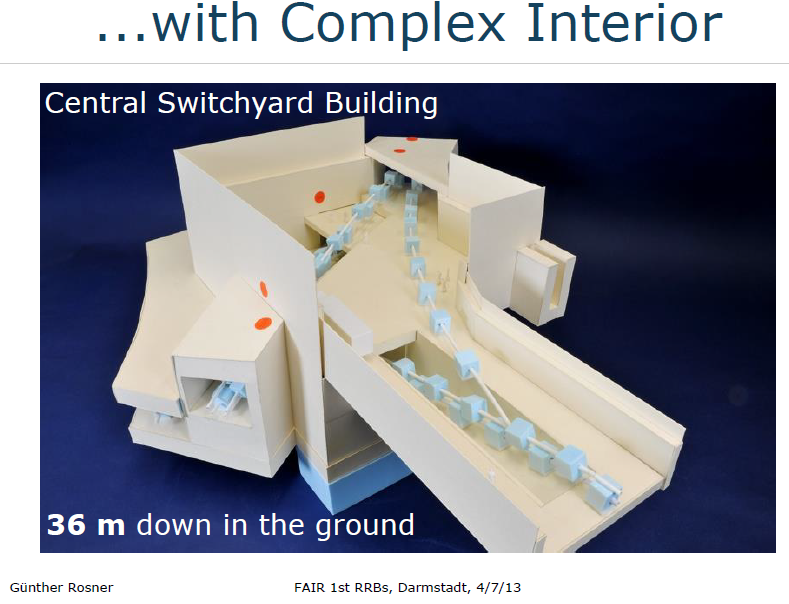 ...with Complex Interior
Central Switchyard Building
36 m down in the ground
Günther Rosner
FAIR 1st RRBs, Darmstadt, 4/7/13